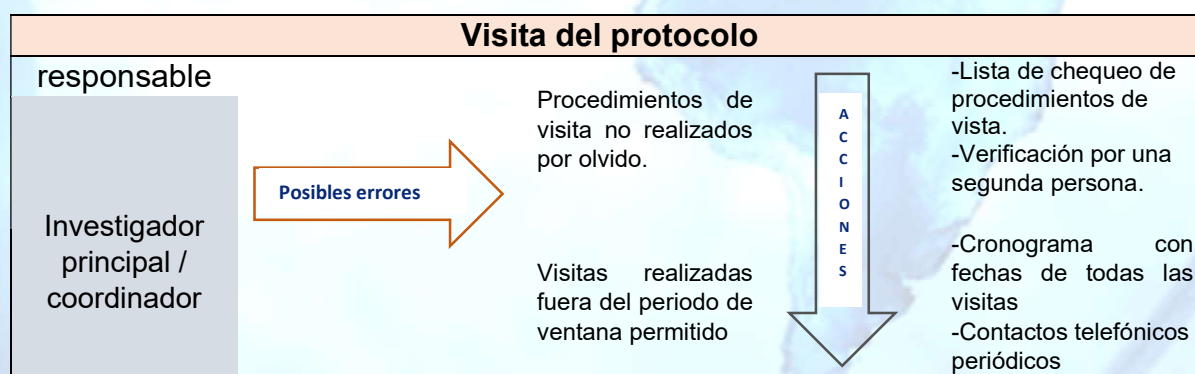 Visita del protocolo
responsable
Investigador
principal /
coordinador
Posibles errores
Procedimientos de
visita no realizados
por olvido.
Visitas realizadas
fuera del periodo de
ventana permitido
A
C
C
I
O
N
E
S
-Lista de chequeo de
procedimientos de
vista.
-Verificación por una
segunda persona.
-Cronograma con
fechas de todas las
visitas
-Contactos telefónicos
periódicos